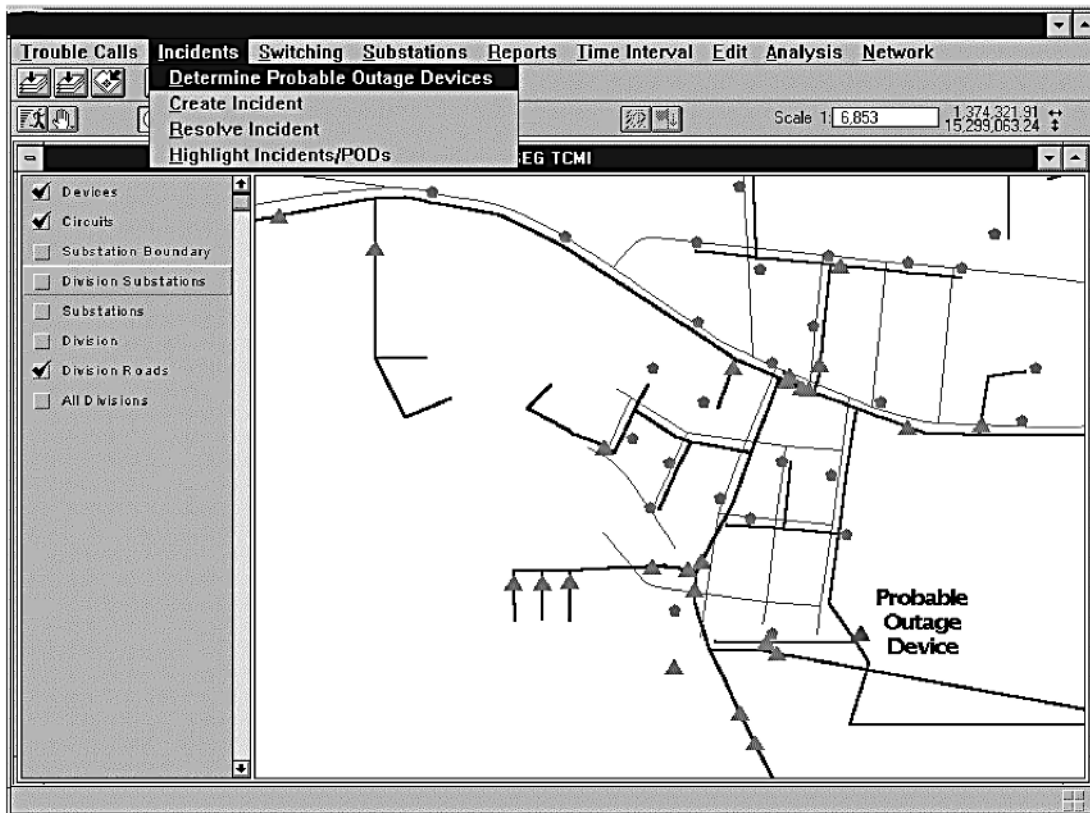 Trouble Calls Incidents Switching Substations Reports Time Interval Edit Analysis Network
Determine Probable Outage Devices
Create Incident
Resolve Incident
Highlight Incidents/PODs
Scale 1: 6,853
1,374,321.91
15,299,063.24
SEG TCMI
Devices
Circuits
Substation Boundary
Division Substations
Substations
Division
Division Roads
All Divisions
Probable
Outage
Device